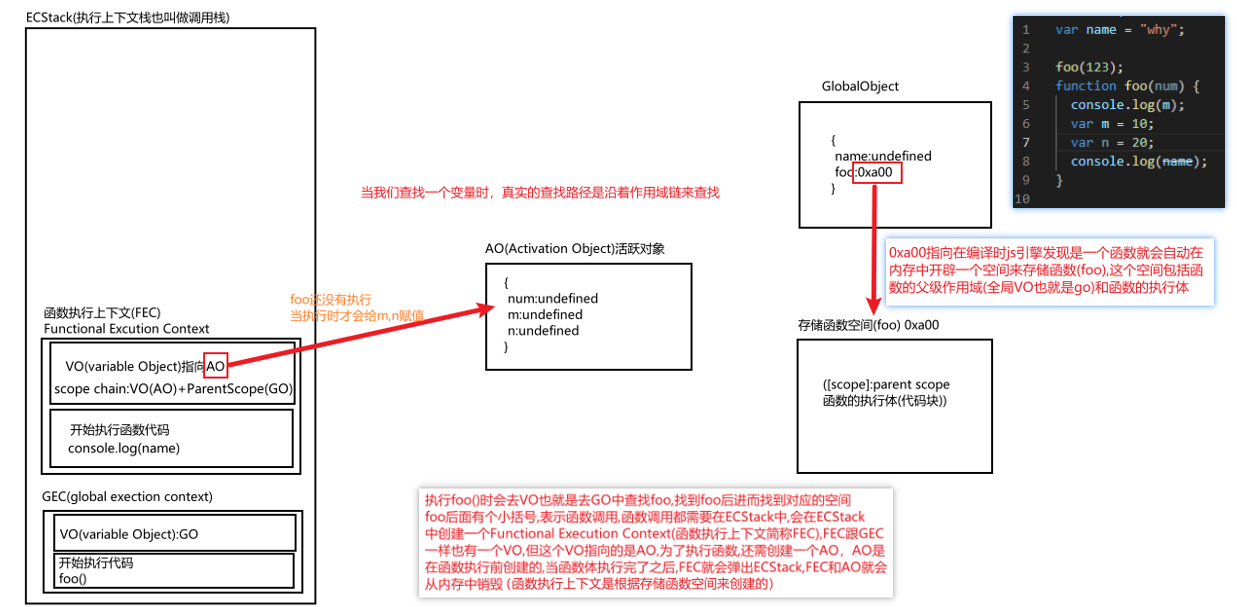 ECStack(执行上下文栈也叫做调用栈)
函数执行上下文(FEC)
Functional Excution Context
VO(variable Object)指向AO
scope chain:VO(AO)+ParentScope(GO)
开始执行函数代码
console.log(name)
GEC(global exection context)
VO(variable Object):GO
开始执行代码
foo()
foo还没有执行
当执行时才会给m,n赋值
当我们查找一个变量时，真实的查找路径是沿着作用域链来查找
AO(Activation Object)活跃对象
{
num:undefined
m:undefined
n:undefined
}
GlobalObject
{
name:undefined
foo:0xa00
}
1 var name = "why";
2
3 foo(123);
4 function foo(num) {
5 console.log(m);
6 var m = 10;
7 var n = 20;
8 console.log(name);
9 }
10
0xa00指向在编译时js引擎发现是一个函数就会自动在
内存中开辟一个空间来存储函数(foo),这个空间包括函
数的父级作用域(全局VO也就是go)和函数的执行体
存储函数空间(foo) 0xa00
([scope]:parent scope
函数的执行体(代码块))
执行foo()时会去VO也就是去GO中查找foo,找到foo后进而找到对应的空间
foo后面有个小括号,表示函数调用,函数调用都需要在ECStack中,会在ECStack
中创建一个Functional Execution Context(函数执行上下文简称FEC),FEC跟GEC
一样也有一个VO,但这个VO指向的是AO,为了执行函数,还需创建一个AO，AO是
在函数执行前创建的,当函数体执行完了之后,FEC就会弹出ECStack,FEC和AO就会
从内存中销毁 (函数执行上下文是根据存储函数空间来创建的)